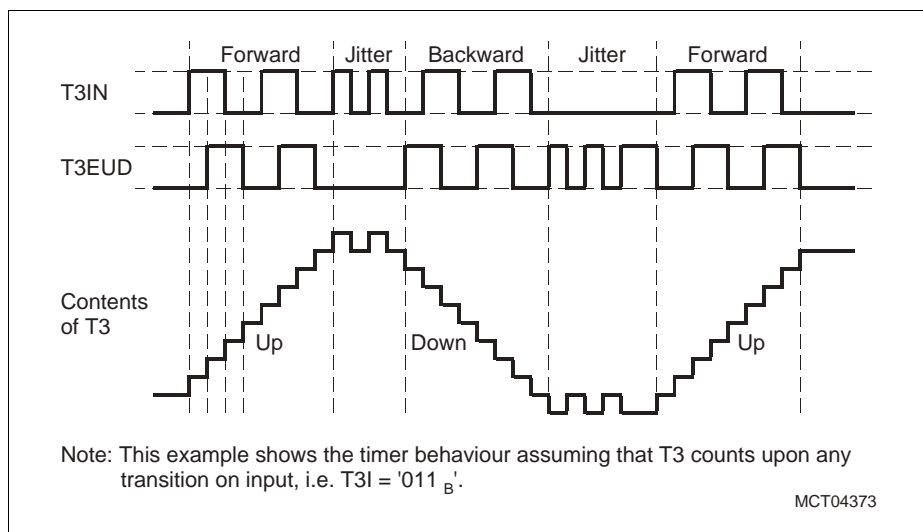 Forward Jitter Backward Jitter Forward
T3IN
T3EUD
Contents
of T3
Up Down Up
Note: This example shows the timer behaviour assuming that T3 counts upon any
transition on input, i.e. T3I = '011 B'.
MCT04373